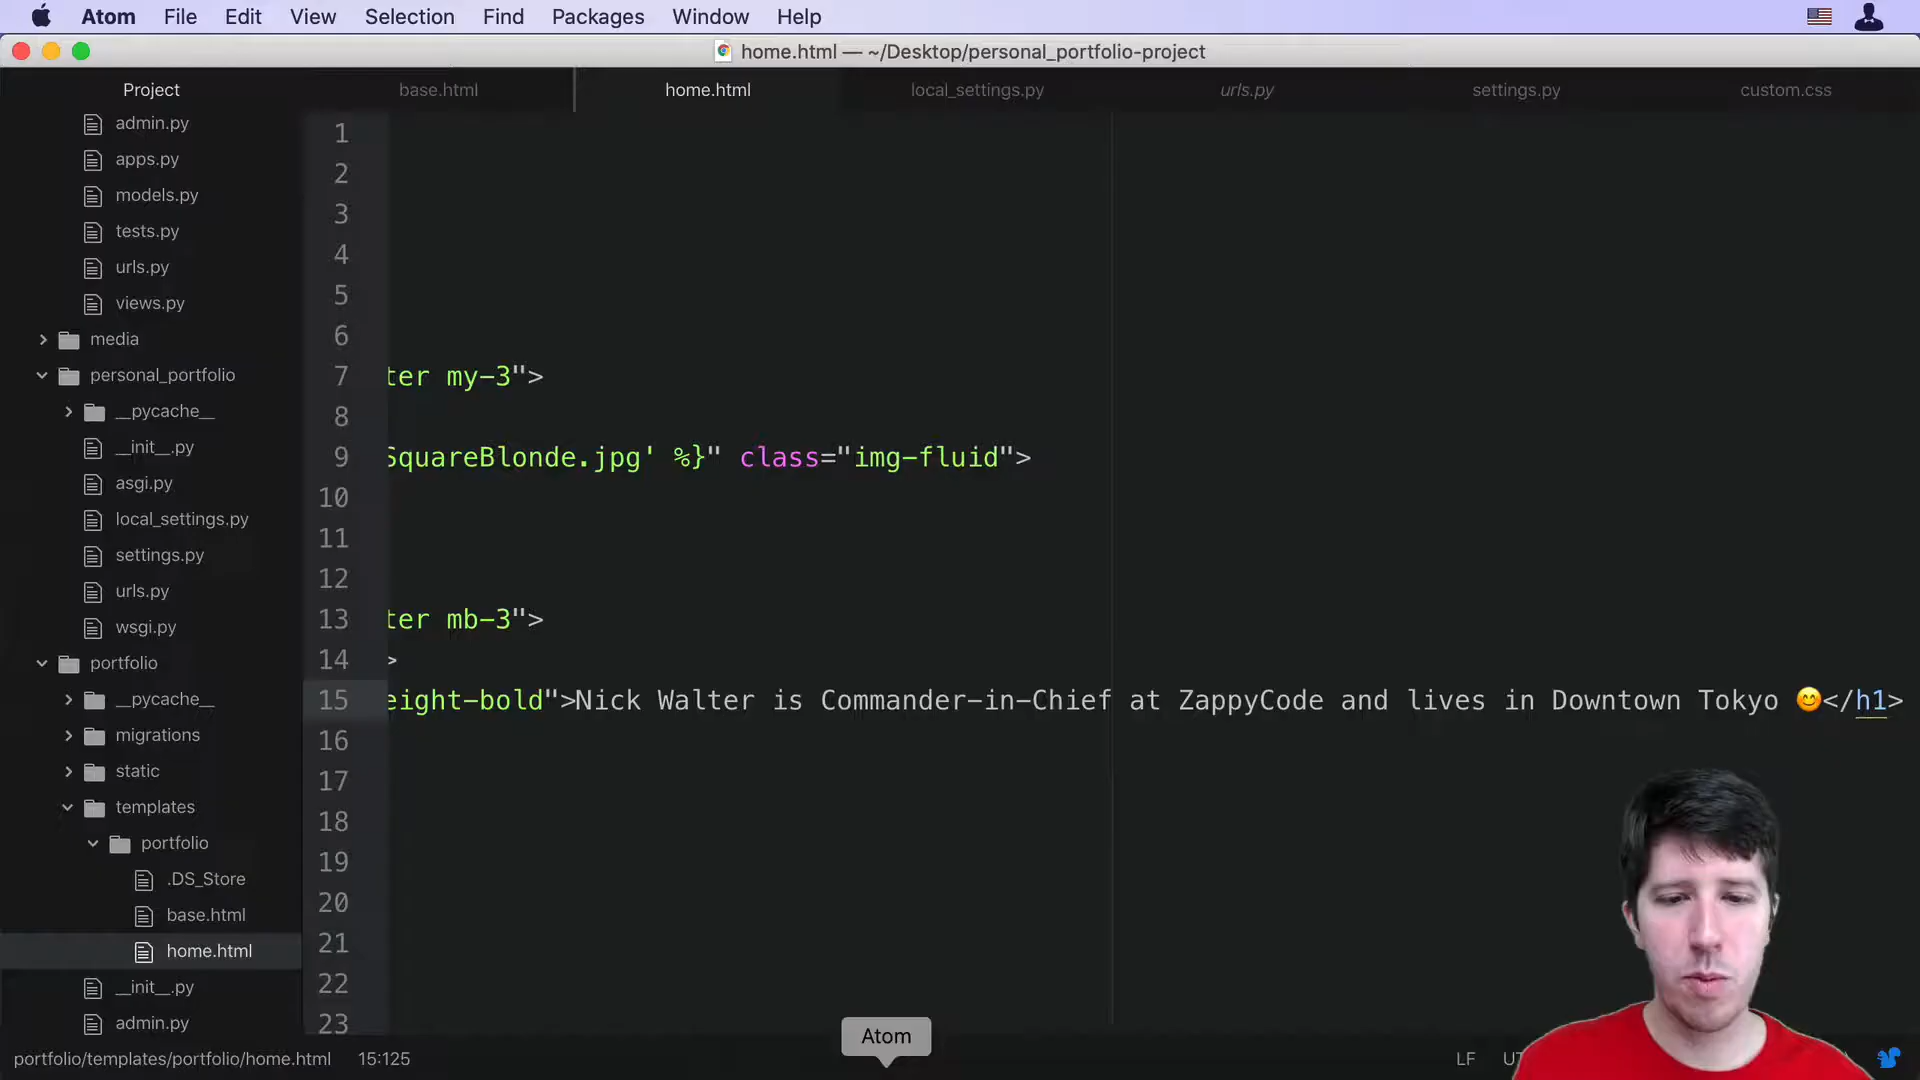 Atom File Edit View Selection Find Packages Window Help
home.html — ~/Desktop/personal_portfolio-project
Project base.html home.html local_settings.py urls.py settings.py custom.css
admin.py
apps.py
models.py
tests.py
urls.py
views.py
media
personal_portfolio
__pycache__
__init__.py
asgi.py
local_settings.py
settings.py
urls.py
wsgi.py
portfolio
__pycache__
migrations
static
templates
portfolio
.DS_Store
base.html
home.html
__init__.py
admin.py
1
2
3
4
5
6
7 ter my-3">
8
9 SquareBlonde.jpg' %}" class="img-fluid">
10
11
12
13 ter mb-3">
14 >
15 eight-bold">Nick Walter is Commander-in-Chief at ZappyCode and lives in Downtown Tokyo 😊</h1>
16
17
18
19
20
21
22
23
Atom
portfolio/templates/portfolio/home.html 15:125 LF UT